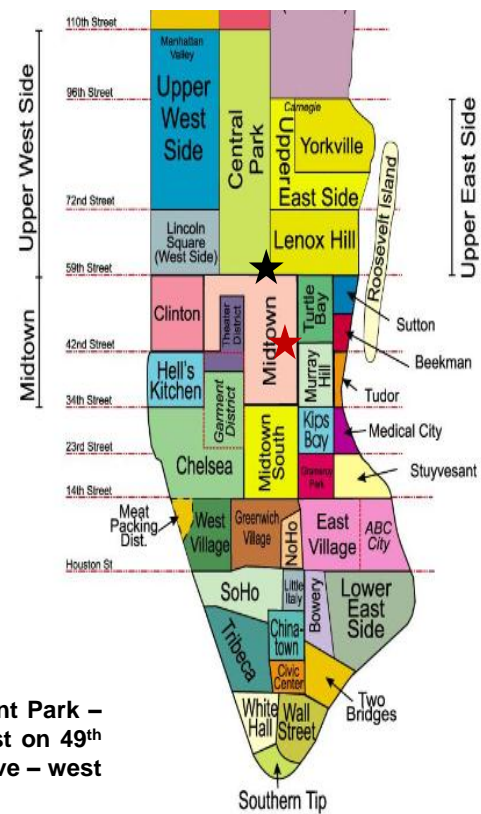 110th Street
Manhattan
Valley
96th Street
Upper
West
Side
Central
Park
Carnegie
Upper
Yorkville
East Side
72nd Street
Lincoln
Square
(West Side)
Lenox Hill
59th Street
Upper West Side
Upper East Side
Roosevelt Island
Midtown
Clinton
Theater
District
Midtown
Turtle
Bay
Sutton
Beekman
42nd Street
Hell's
Kitchen
Garment
District
Murray
Hill
Tudor
34th Street
Midtown
South
Kips
Bay
Medical City
23rd Street
Chelsea
Gramercy
Park
Stuyvesant
14th Street
Meat
Packing
Dist.
West
Village
Greenwich
Village
NoHo
East
Village
ABC
City
Houston St
SoHo
Little
Italy
Bowery
Lower
East
Side
Tribeca
China-
town
Civic
Center
Two
Bridges
White
Hall
Wall
Street
Southern Tip
nt Park –
st on 49th
ve – west